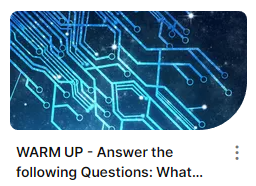 WARM UP - Answer the
following Questions: What...